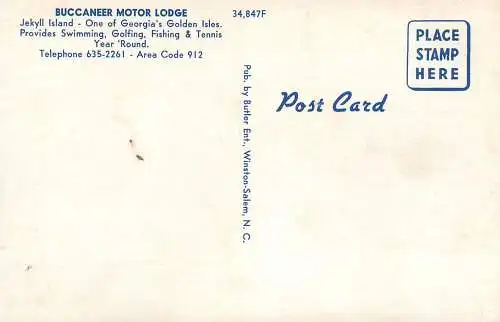 BUCCANEER MOTOR LODGE
Jekyll Island - One of Georgia's Golden Isles.
Provides Swimming, Golfing, Fishing & Tennis
Year 'Round.
Telephone 635-2261 - Area Code 912
34,847F
Pub. by Butler Ent., Winston-Salem, N. C.
Post Card
PLACE
STAMP
HERE